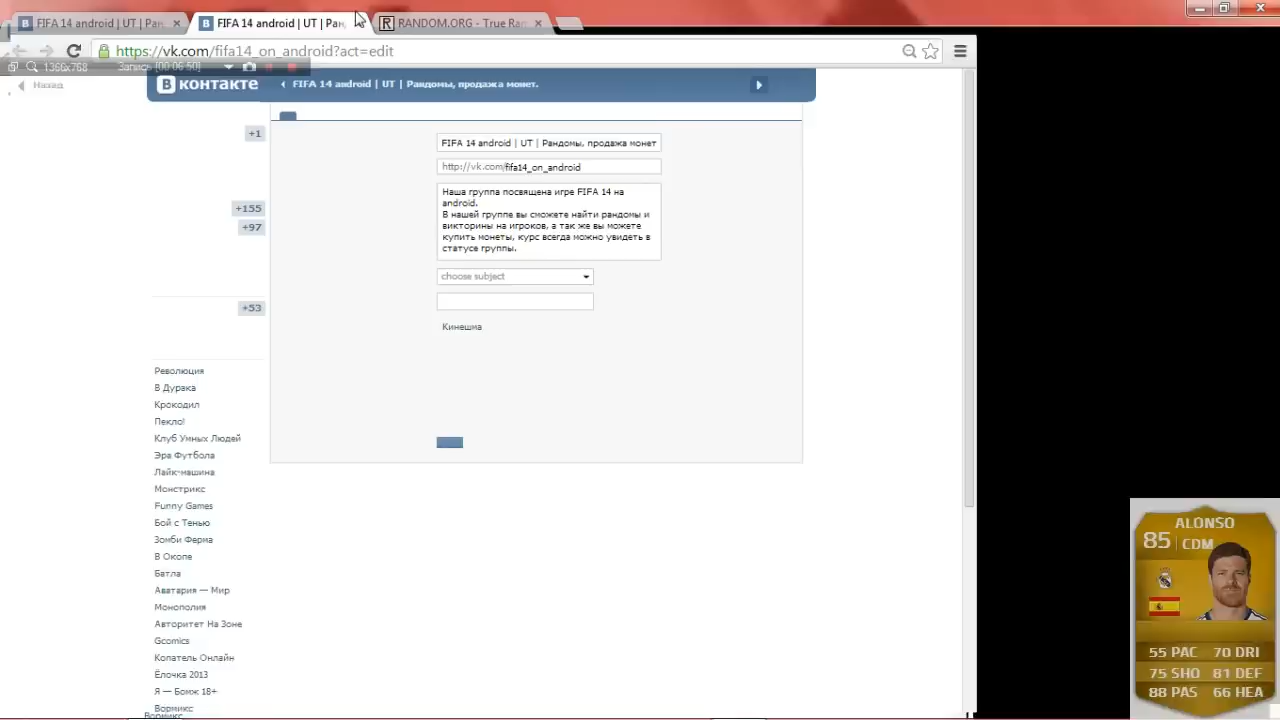 FIFA 14 android | UT | Ран
FIFA 14 android | UT | Ран
RANDOM.ORG - True Ran
https://vk.com/fifa14_on_android?act=edit
1366x768
Запись [00:06:50]
Назад
В контакте
FIFA 14 android | UT | Рандомы, продажа монет.
+1
+155
+97
+53
FIFA 14 android | UT | Рандомы, продажа монет
http://vk.com/fifa14_on_android
Наша группа посвящена игре FIFA 14 на
android.
В нашей группе вы сможете найти рандомы и
викторины на игроков, а так же вы можете
купить монеты, курс всегда можно увидеть в
статусе группы.
choose subject
Кинешма
Революция
В Дурака
Крокодил
Пекло!
Клуб Умных Людей
Эра Футбола
Лайк-машина
Монстрикс
Funny Games
Бой с Тенью
Зомби Ферма
В Окопе
Батла
Аватария — Мир
Монополия
Авторитет На Зоне
Gcomics
Копатель Онлайн
Ёлочка 2013
Я — Бомж 18+
Вормикс
Вормикс
ALONSO
85 CDM
55 PAC 70 DRI
75 SHO 81 DEF
88 PAS 66 HEA